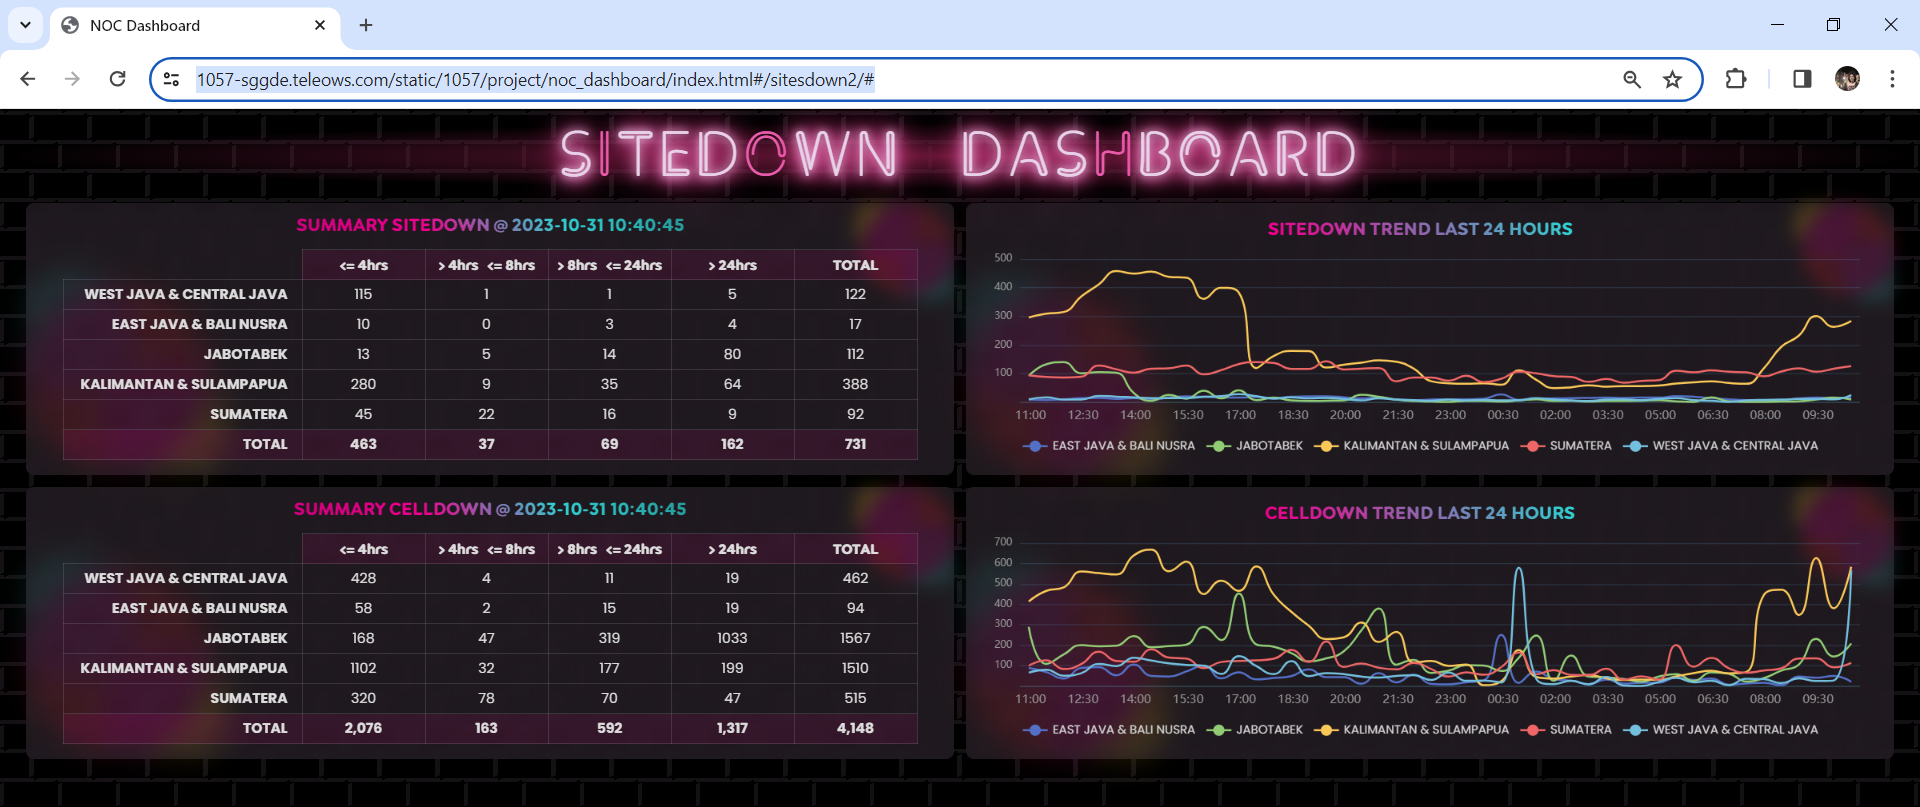 NOC Dashboard
1057-sggde.teleows.com/static/1057/project/noc_dashboard/index.html#/sitesdown2/#
SITEDOWN DASHBOARD
SUMMARY SITEDOWN @ 2023-10-31 10:40:45
<= 4hrs > 4hrs <= 8hrs > 8hrs <= 24hrs > 24hrs TOTAL
WEST JAVA & CENTRAL JAVA 115 1 1 5 122
EAST JAVA & BALI NUSRA 10 0 3 4 17
JABOTABEK 13 5 14 80 112
KALIMANTAN & SULAMPAPUA 280 9 35 64 388
SUMATERA 45 22 16 9 92
TOTAL 463 37 69 162 731
SITEDOWN TREND LAST 24 HOURS
500
400
300
200
100
11:00 12:30 14:00 15:30 17:00 18:30 20:00 21:30 23:00 00:30 02:00 03:30 05:00 06:30 08:00 09:30
EAST JAVA & BALI NUSRA JABOTABEK KALIMANTAN & SULAMPAPUA SUMATERA WEST JAVA & CENTRAL JAVA
SUMMARY CELLDOWN @ 2023-10-31 10:40:45
<= 4hrs > 4hrs <= 8hrs > 8hrs <= 24hrs > 24hrs TOTAL
WEST JAVA & CENTRAL JAVA 428 4 11 19 462
EAST JAVA & BALI NUSRA 58 2 15 19 94
JABOTABEK 168 47 319 1033 1567
KALIMANTAN & SULAMPAPUA 1102 32 177 199 1510
SUMATERA 320 78 70 47 515
TOTAL 2,076 163 592 1,317 4,148
CELLDOWN TREND LAST 24 HOURS
700
600
500
400
300
200
100
11:00 12:30 14:00 15:30 17:00 18:30 20:00 21:30 23:00 00:30 02:00 03:30 05:00 06:30 08:00 09:30
EAST JAVA & BALI NUSRA JABOTABEK KALIMANTAN & SULAMPAPUA SUMATERA WEST JAVA & CENTRAL JAVA